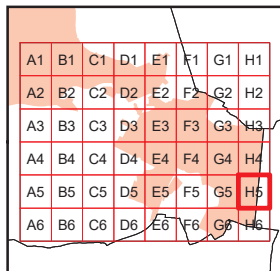 A1 B1 C1 D1 E1 F1 G1 H1
A2 B2 C2 D2 E2 F2 G2 H2
A3 B3 C3 D3 E3 F3 G3 H3
A4 B4 C4 D4 E4 F4 G4 H4
A5 B5 C5 D5 E5 F5 G5 H5
A6 B6 C6 D6 E6 F6 G6 H6